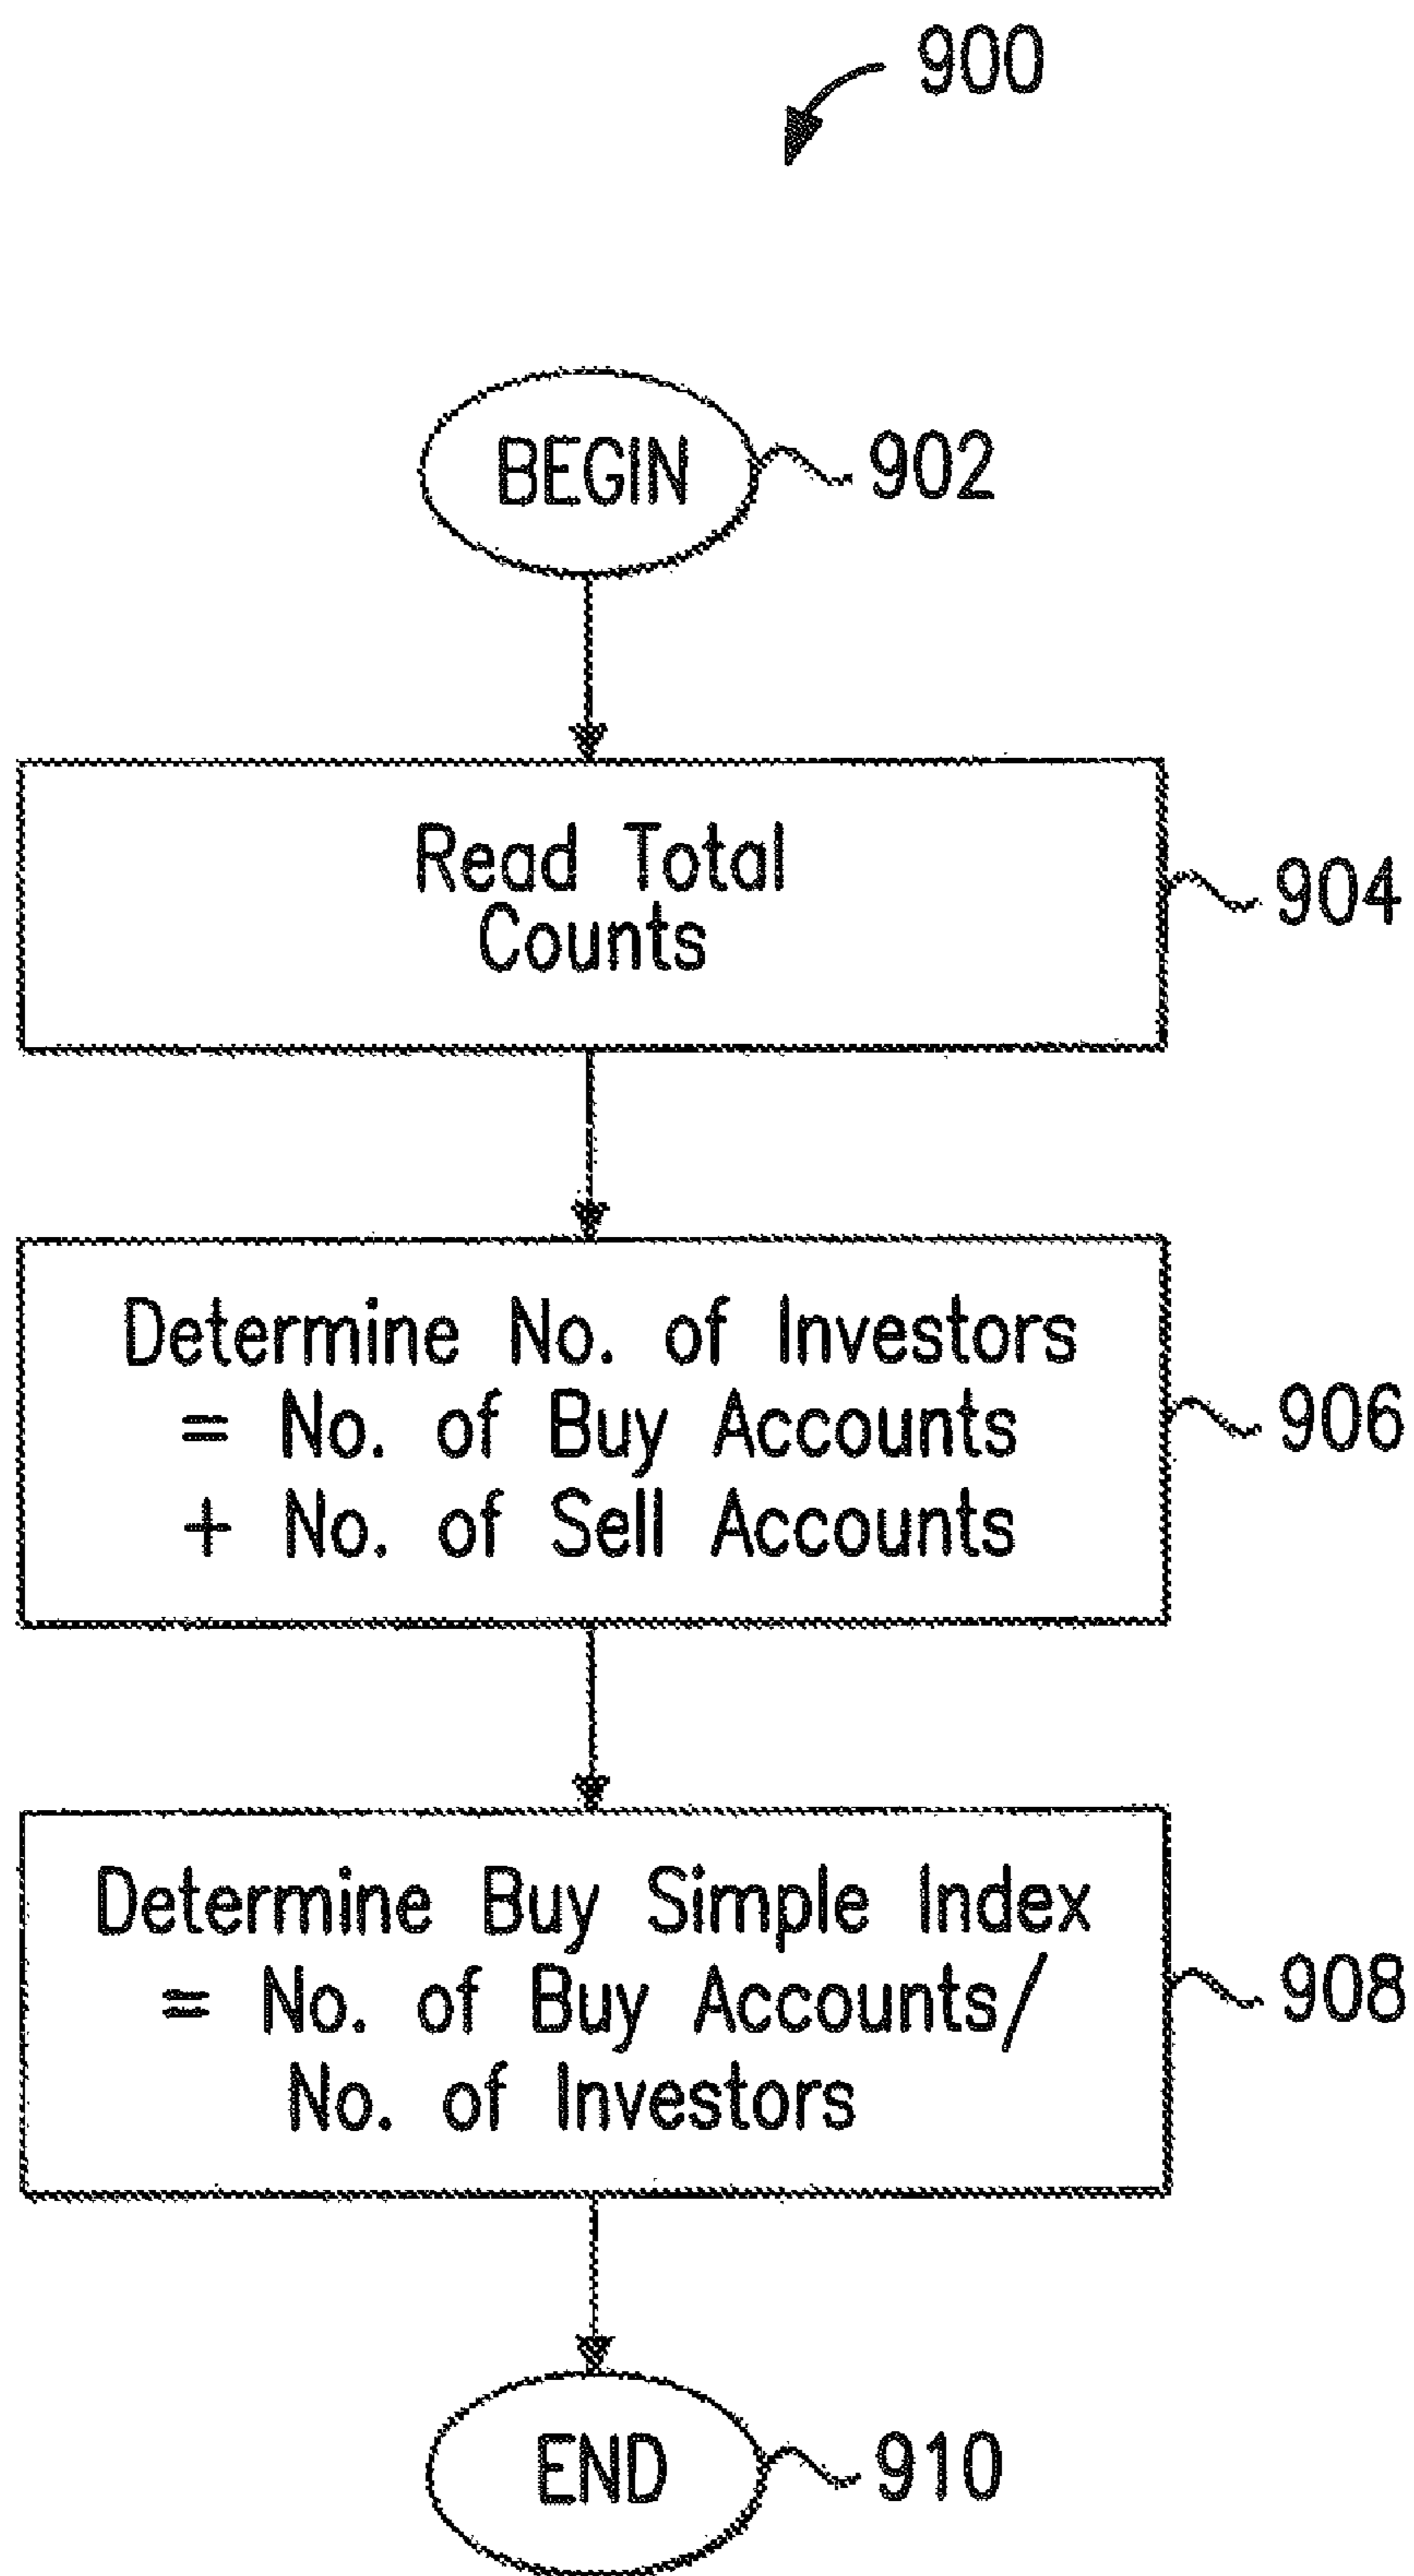 900
BEGIN
902
Read Total
Counts
904
Determine No. of Investors
= No. of Buy Accounts
+ No. of Sell Accounts
906
Determine Buy Simple Index
= No. of Buy Accounts/
No. of Investors
908
END
910